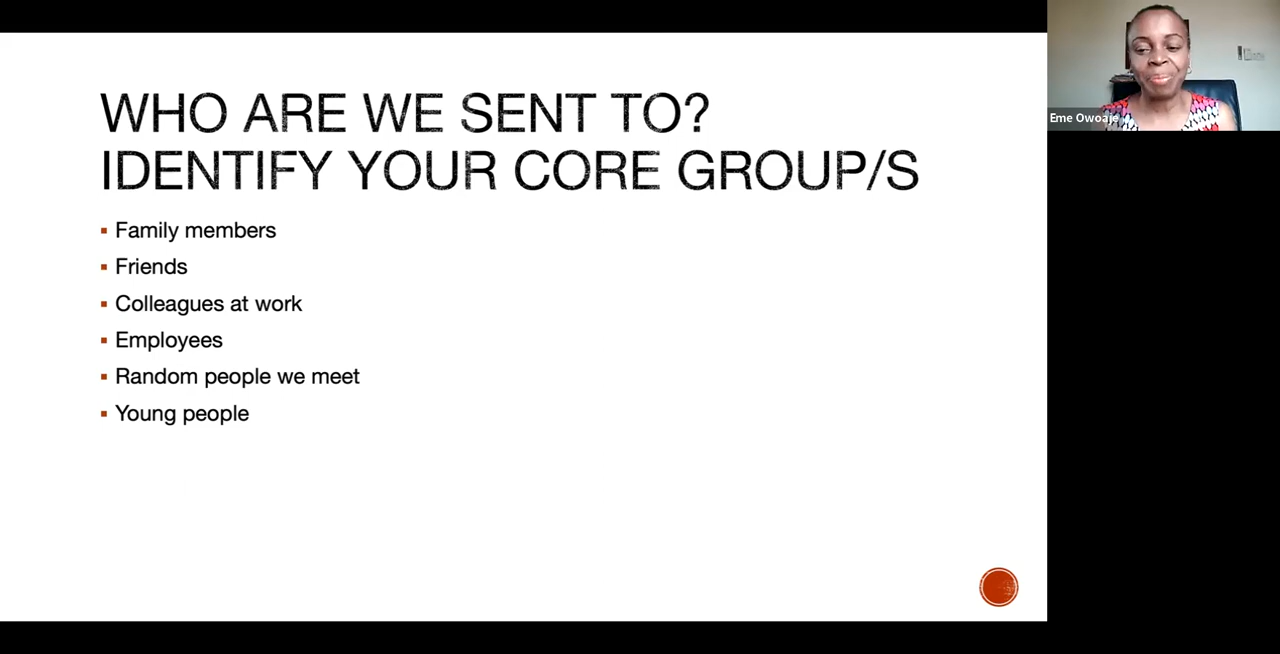 WHO ARE WE SENT TO?
IDENTIFY YOUR CORE GROUP/S
Family members
Friends
Colleagues at work
Employees
Random people we meet
Young people
Eme Owoaje